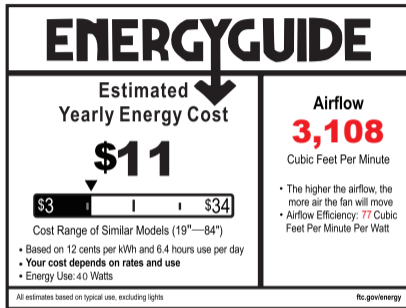 ENERGYGUIDE
Estimated
Yearly Energy Cost
$11
$3 $34
Cost Range of Similar Models (19"—84")
• Based on 12 cents per kWh and 6.4 hours use per day
• Your cost depends on rates and use
• Energy Use: 40 Watts
Airflow
3,108
Cubic Feet Per Minute
• The higher the airflow, the
more air the fan will move
• Airflow Efficiency: 77 Cubic
Feet Per Minute Per Watt
All estimates based on typical use, excluding lights
ftc.gov/energy